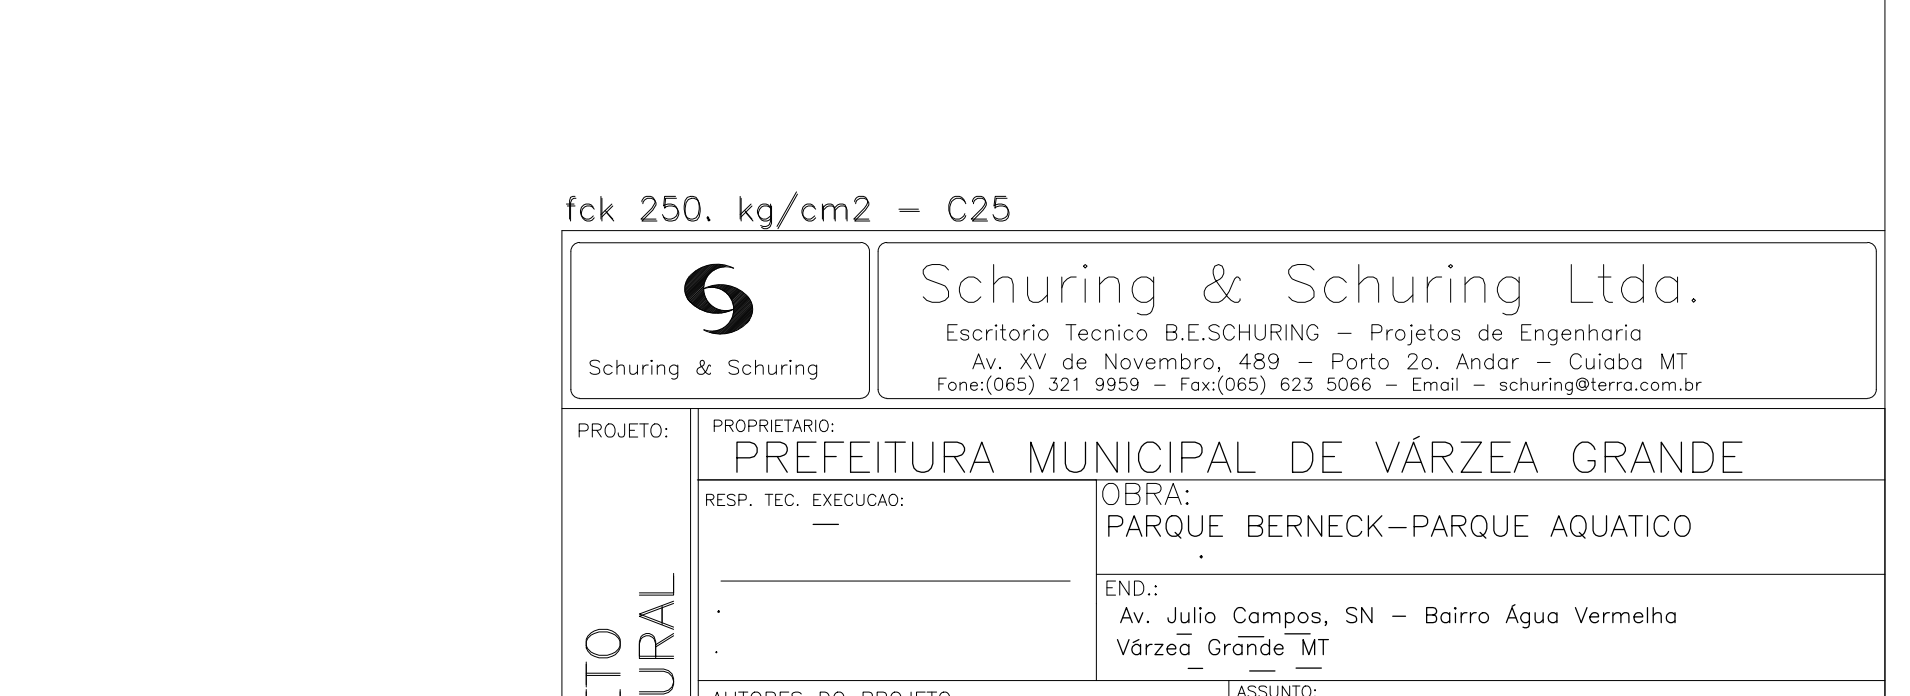 fck 250. kg/cm2 – C25
Schuring & Schuring
Schuring & Schuring Ltda.
Escritorio Tecnico B.E.SCHURING – Projetos de Engenharia
Av. XV de Novembro, 489 – Porto 2o. Andar – Cuiaba MT
Fone:(065) 321 9959 – Fax:(065) 623 5066 – Email – schuring@terra.com.br
PROJETO:
PROPRIETARIO:
PREFEITURA MUNICIPAL DE VÁRZEA GRANDE
RESP. TEC. EXECUCAO:
OBRA:
PARQUE BERNECK–PARQUE AQUATICO
END.:
Av. Julio Campos, SN – Bairro Água Vermelha
Várzea Grande MT
AUTORES DO PROJETO
ASSUNTO: